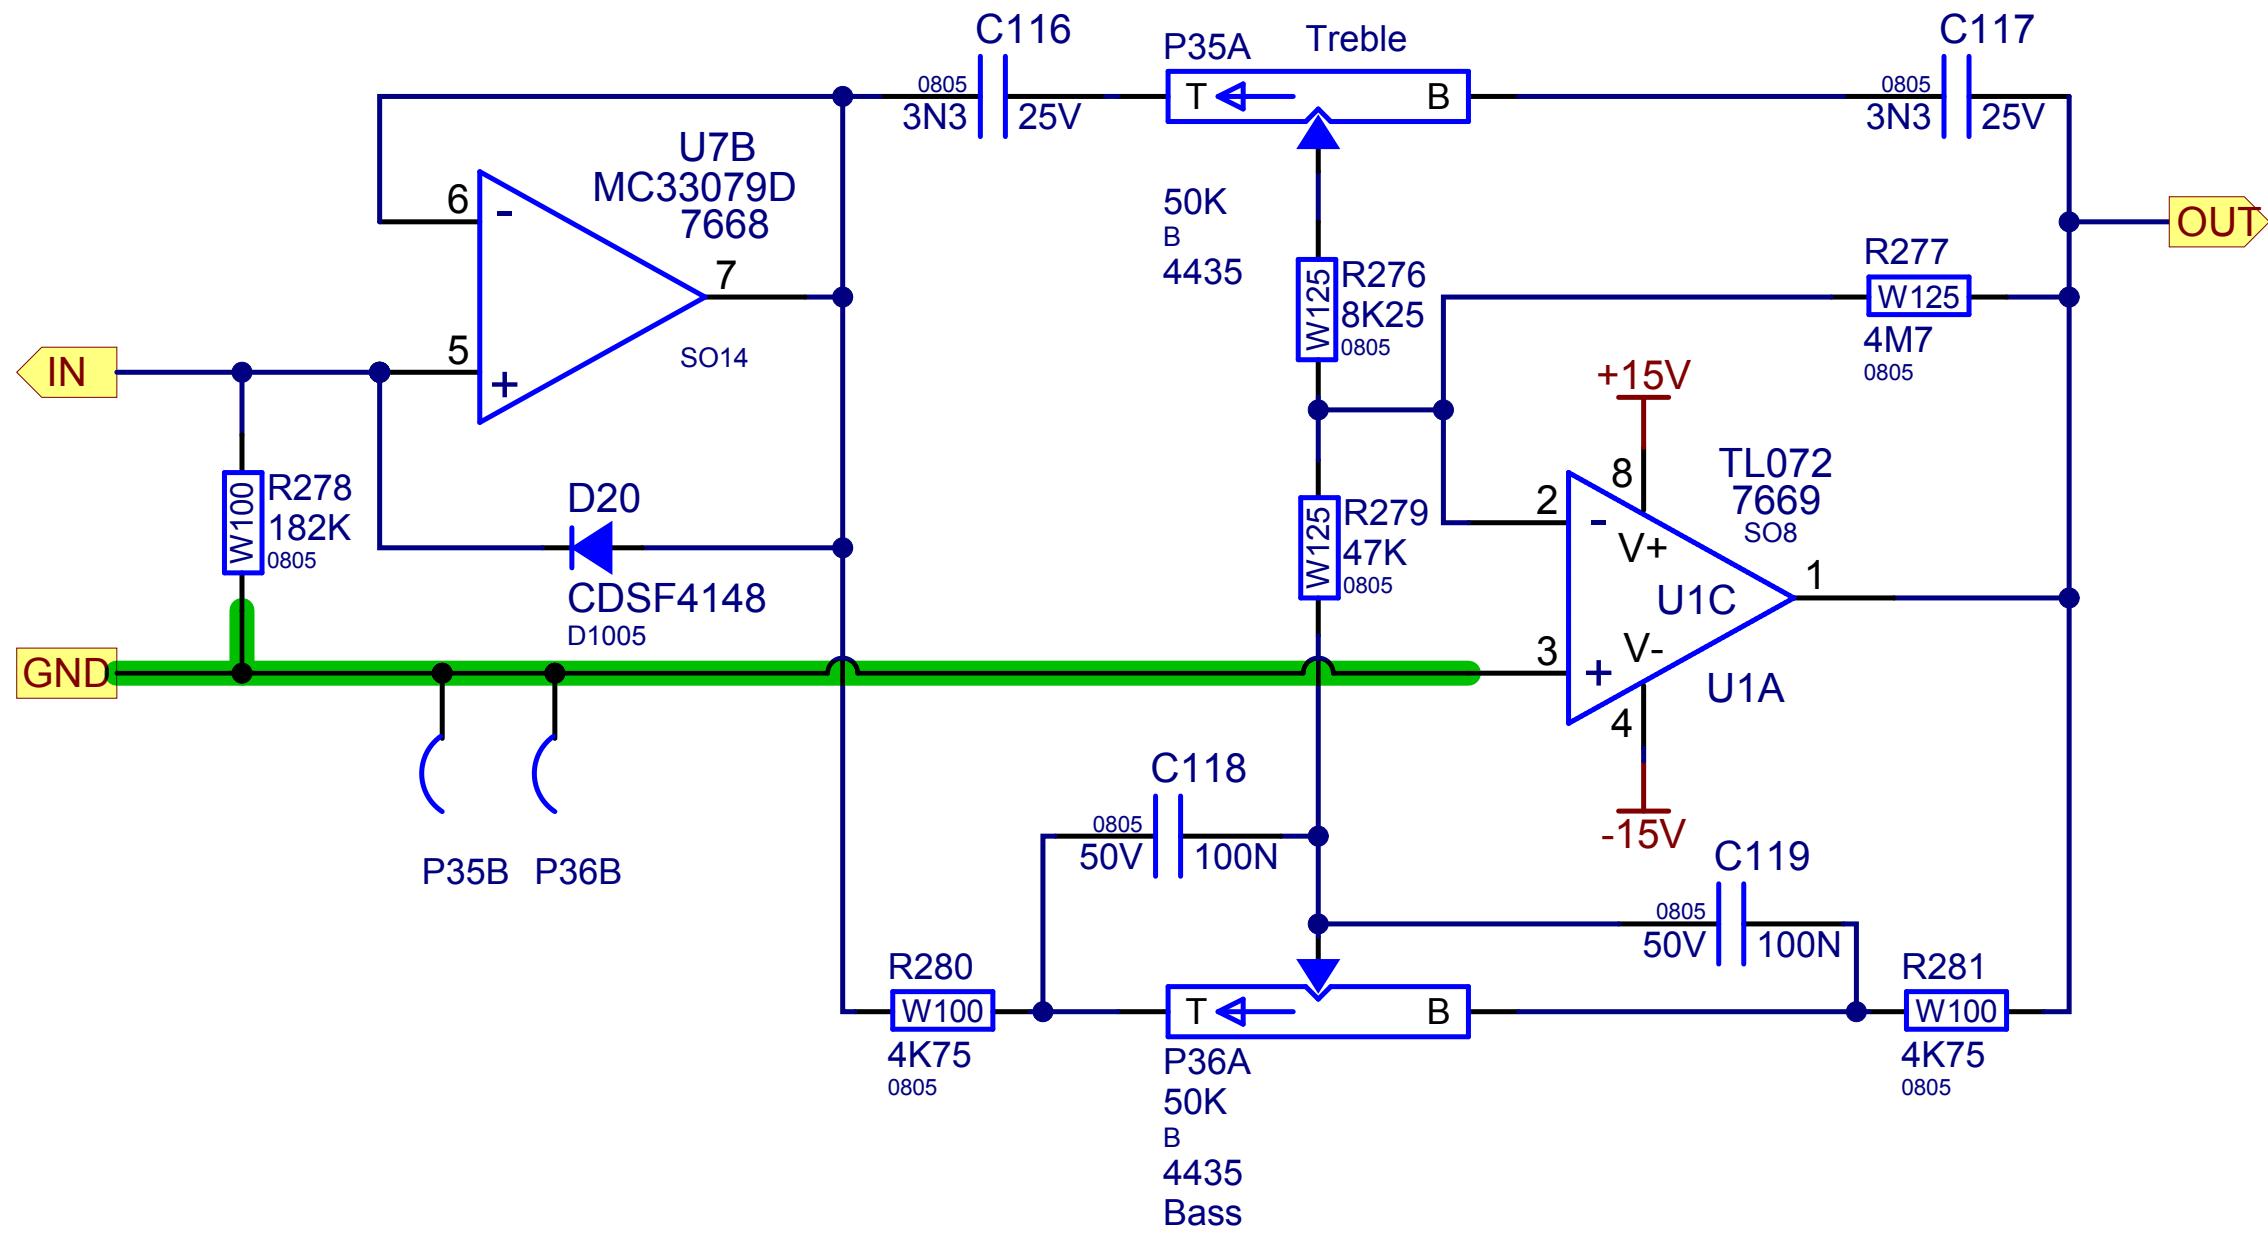 C116
0805
3N3
25V
P35A
Treble
T
B
50K
B
4435
C117
0805
3N3
25V
U7B
MC33079D
7668
6
-
7
5
+
SO14
IN
OUT
R276
8K25
0805
W125
R277
W125
4M7
0805
R278
182K
0805
W100
D20
CDSF4148
D1005
R279
47K
0805
W125
+15V
8
TL072
7669
SO8
2
-
V+
U1C
1
3
+
V-
U1A
4
-15V
GND
P35B
P36B
C118
0805
50V
100N
C119
0805
50V
100N
R280
W100
4K75
0805
T
B
P36A
50K
B
4435
Bass
R281
W100
4K75
0805